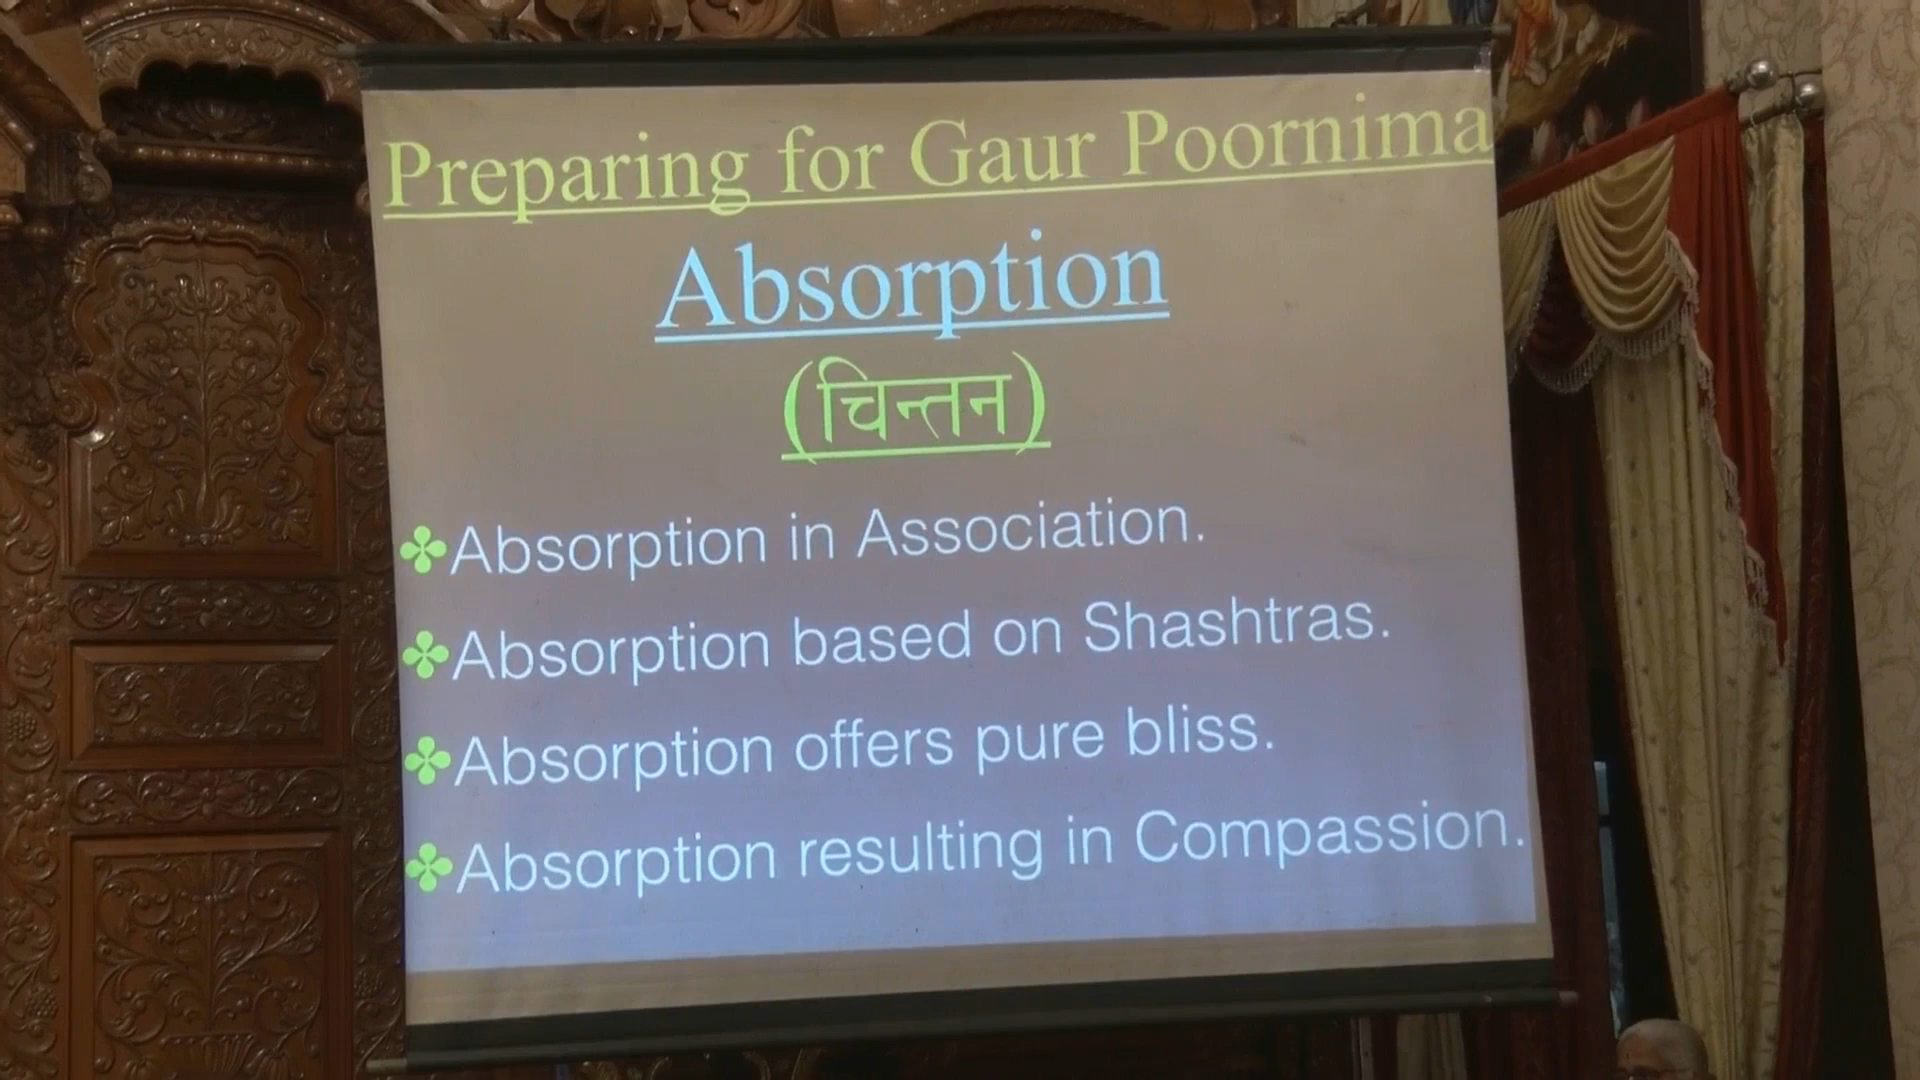 Preparing for Gaur Poornima
Absorption
(चिन्तन)
Absorption in Association.
Absorption based on Shashtras.
Absorption offers pure bliss.
Absorption resulting in Compassion.